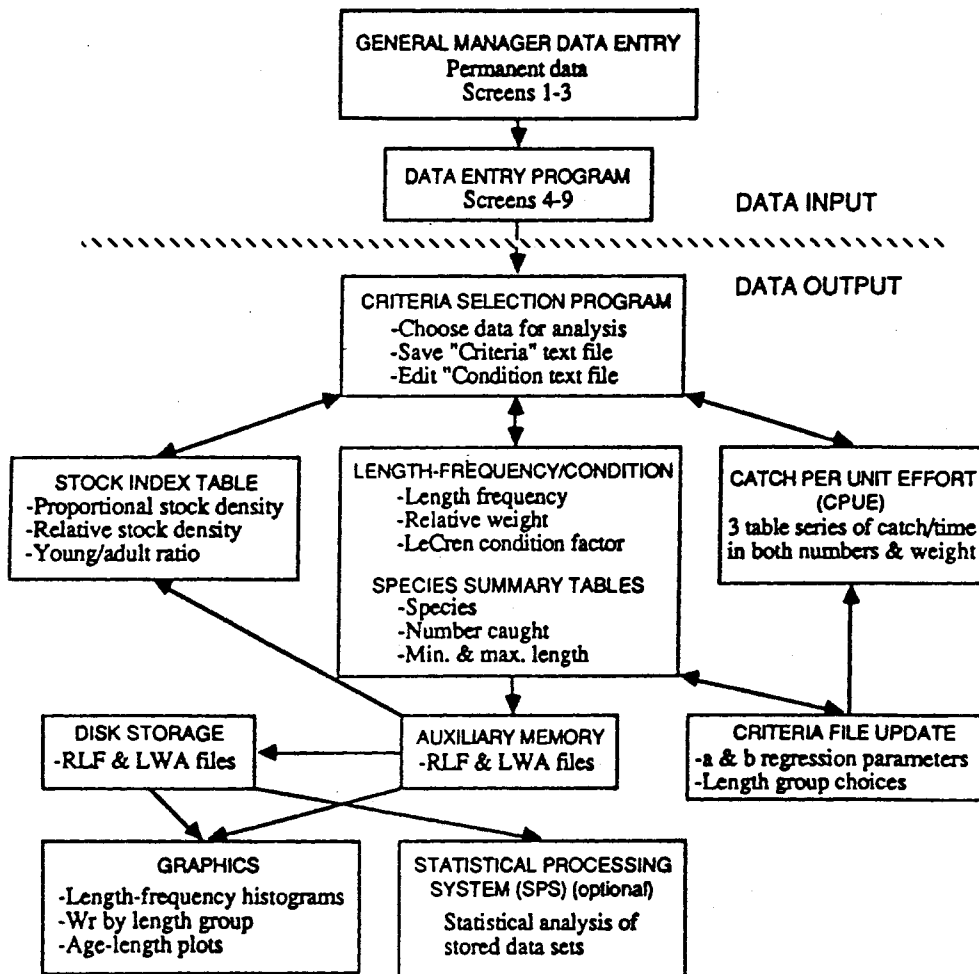 GENERAL MANAGER DATA ENTRY
Permanent data
Screens 1-3
DATA ENTRY PROGRAM
Screens 4-9
DATA INPUT
DATA OUTPUT
CRITERIA SELECTION PROGRAM
-Choose data for analysis
-Save "Criteria" text file
-Edit "Condition text file
STOCK INDEX TABLE
-Proportional stock density
-Relative stock density
-Young/adult ratio
LENGTH-FREQUENCY/CONDITION
-Length frequency
-Relative weight
-LeCren condition factor
SPECIES SUMMARY TABLES
-Species
-Number caught
-Min. & max. length
CATCH PER UNIT EFFORT
(CPUE)
3 table series of catch/time
in both numbers & weight
DISK STORAGE
-RLF & LWA files
AUXILIARY MEMORY
-RLF & LWA files
CRITERIA FILE UPDATE
-a & b regression parameters
-Length group choices
GRAPHICS
-Length-frequency histograms
-Wr by length group
-Age-length plots
STATISTICAL PROCESSING
SYSTEM (SPS) (optional)
Statistical analysis of
stored data sets